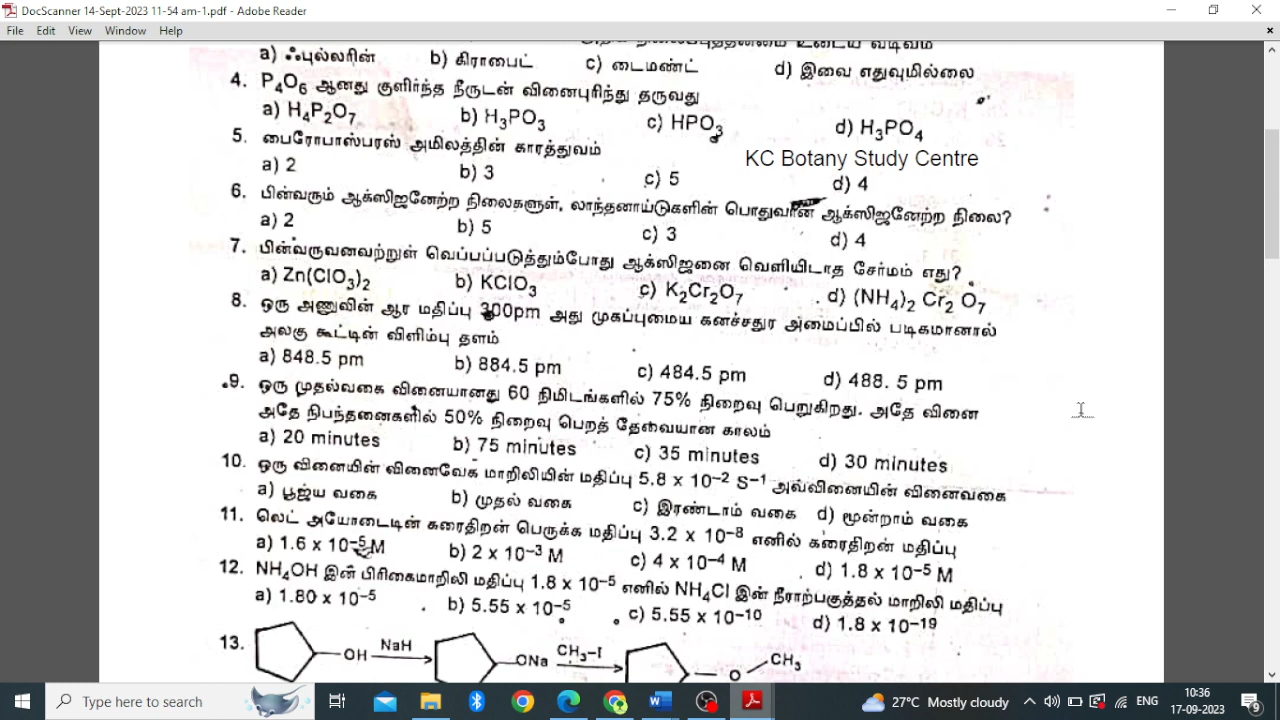 DocScanner 14-Sept-2023 11-54 am-1.pdf - Adobe Reader
File Edit View Window Help
a) ஃபுல்லரின் b) கிராபைட் c) டைமண்ட் d) இவை எதுவுமில்லை
4. P₄O₆ ஆனது குளிர்ந்த நீருடன் வினைபுரிந்து தருவது
a) H₄P₂O₇ b) H₃PO₃ c) HPO₃ d) H₃PO₄
5. பைரோபாஸ்பரஸ் அமிலத்தின் காரத்துவம்
KC Botany Study Centre
a) 2 b) 3 c) 5 d) 4
6. பின்வரும் ஆக்ஸிஜனேற்ற நிலைகளுள், லாந்தனாய்டுகளின் பொதுவான ஆக்ஸிஜனேற்ற நிலை?
a) 2 b) 5 c) 3 d) 4
7. பின்வருவனவற்றுள் வெப்பப்படுத்தும்போது ஆக்ஸிஜனை வெளியிடாத சேர்மம் எது?
a) Zn(ClO₃)₂ b) KClO₃ c) K₂Cr₂O₇ d) (NH₄)₂ Cr₂ O₇
8. ஒரு அணுவின் ஆர மதிப்பு 300pm அது முகப்புமைய கனச்சதுர அமைப்பில் படிகமானால்
அலகு கூட்டின் விளிம்பு தளம்
a) 848.5 pm b) 884.5 pm c) 484.5 pm d) 488. 5 pm
9. ஒரு முதல்வகை வினையானது 60 நிமிடங்களில் 75% நிறைவு பெறுகிறது. அதே வினை
அதே நிபந்தனைகளில் 50% நிறைவு பெறத் தேவையான காலம்
a) 20 minutes b) 75 minutes c) 35 minutes d) 30 minutes
10. ஒரு வினையின் வினைவேக மாறிலியின் மதிப்பு 5.8 x 10⁻² S⁻¹ அவ்வினையின் வினைவகை
a) பூஜ்ய வகை b) முதல் வகை c) இரண்டாம் வகை d) மூன்றாம் வகை
11. லெட் அயோடைடின் கரைதிறன் பெருக்க மதிப்பு 3.2 x 10⁻⁸ எனில் கரைதிறன் மதிப்பு
a) 1.6 x 10⁻⁵M b) 2 x 10⁻³ M c) 4 x 10⁻⁴ M d) 1.8 x 10⁻⁵ M
12. NH₄OH இன் பிரிகைமாறிலி மதிப்பு 1.8 x 10⁻⁵ எனில் NH₄Cl இன் நீராற்பகுத்தல் மாறிலி மதிப்பு
a) 1.80 x 10⁻⁵ b) 5.55 x 10⁻⁵ c) 5.55 x 10⁻¹⁰ d) 1.8 x 10⁻¹⁹
13. OH NaH ONa CH₃-I O CH₃
Type here to search 27°C Mostly cloudy ENG 10:36
17-09-2023 9